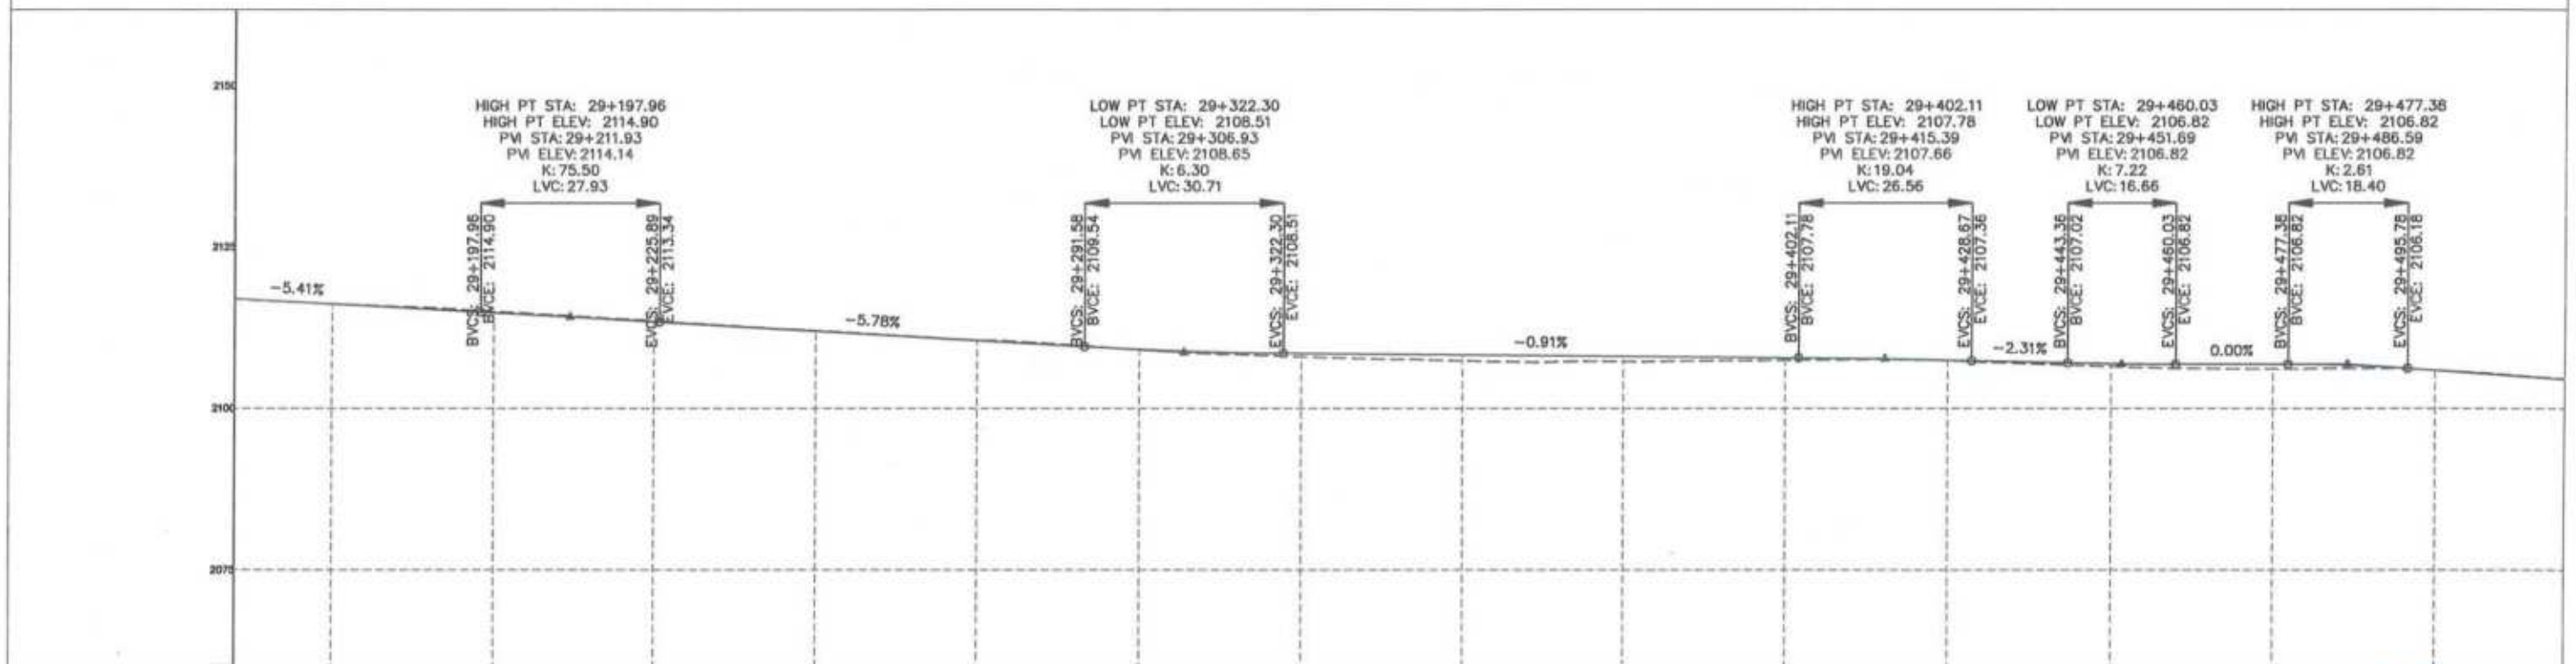 2150
2125
2100
2075
HIGH PT STA: 29+197.96
HIGH PT ELEV: 2114.90
PVI STA: 29+211.93
PVI ELEV: 2114.14
K: 75.50
LVC: 27.93
BVCS: 29+197.96
BVCE: 2114.90
EVCS: 29+225.89
EVCE: 2113.34
LOW PT STA: 29+322.30
LOW PT ELEV: 2108.51
PVI STA: 29+306.93
PVI ELEV: 2108.65
K: 6.30
LVC: 30.71
BVCS: 29+291.58
BVCE: 2109.54
EVCS: 29+322.30
EVCE: 2108.51
HIGH PT STA: 29+402.11
HIGH PT ELEV: 2107.78
PVI STA: 29+415.39
PVI ELEV: 2107.66
K: 19.04
LVC: 26.56
BVCS: 29+402.11
BVCE: 2107.78
EVCS: 29+428.67
EVCE: 2107.36
LOW PT STA: 29+460.03
LOW PT ELEV: 2106.82
PVI STA: 29+451.69
PVI ELEV: 2106.82
K: 7.22
LVC: 16.66
BVCS: 29+443.36
BVCE: 2107.02
EVCS: 29+460.03
EVCE: 2106.82
HIGH PT STA: 29+477.38
HIGH PT ELEV: 2106.82
PVI STA: 29+486.59
PVI ELEV: 2106.82
K: 2.61
LVC: 18.40
BVCS: 29+477.38
BVCE: 2106.82
EVCS: 29+495.78
EVCE: 2106.18
-5.41%
-5.78%
-0.91%
-2.31%
0.00%